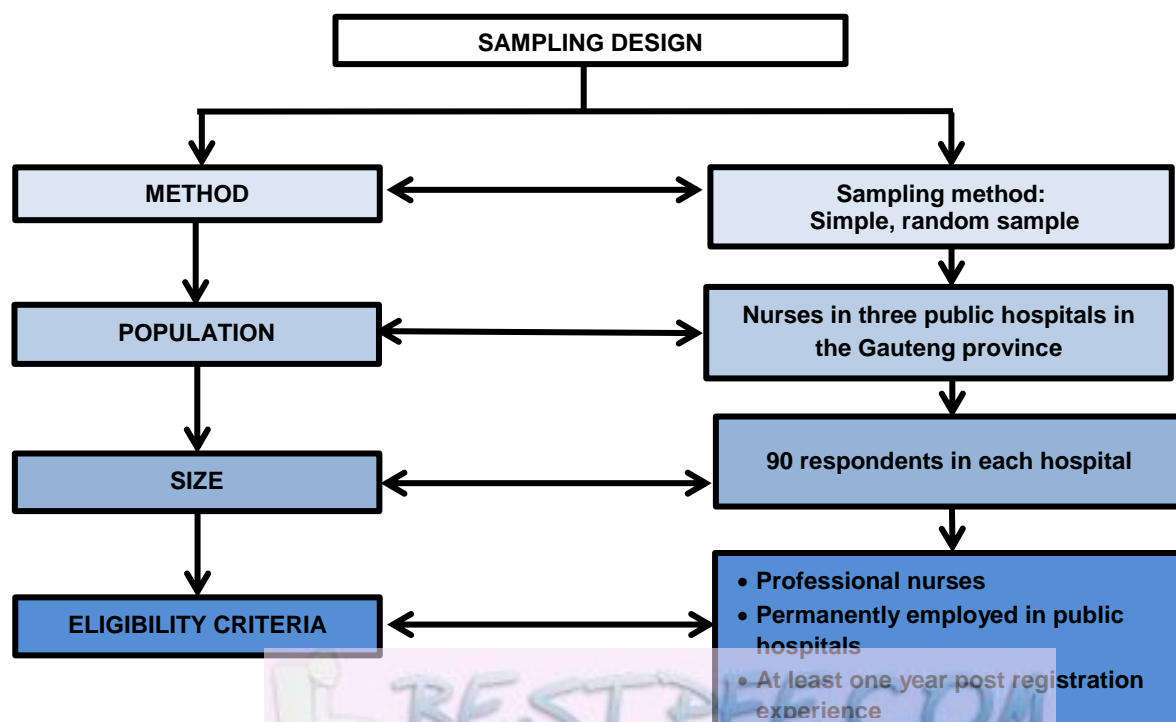 SAMPLING DESIGN
METHOD
Sampling method:
Simple, random sample
POPULATION
Nurses in three public hospitals in
the Gauteng province
SIZE
90 respondents in each hospital
ELIGIBILITY CRITERIA
• Professional nurses
• Permanently employed in public
hospitals
• At least one year post registration
experience